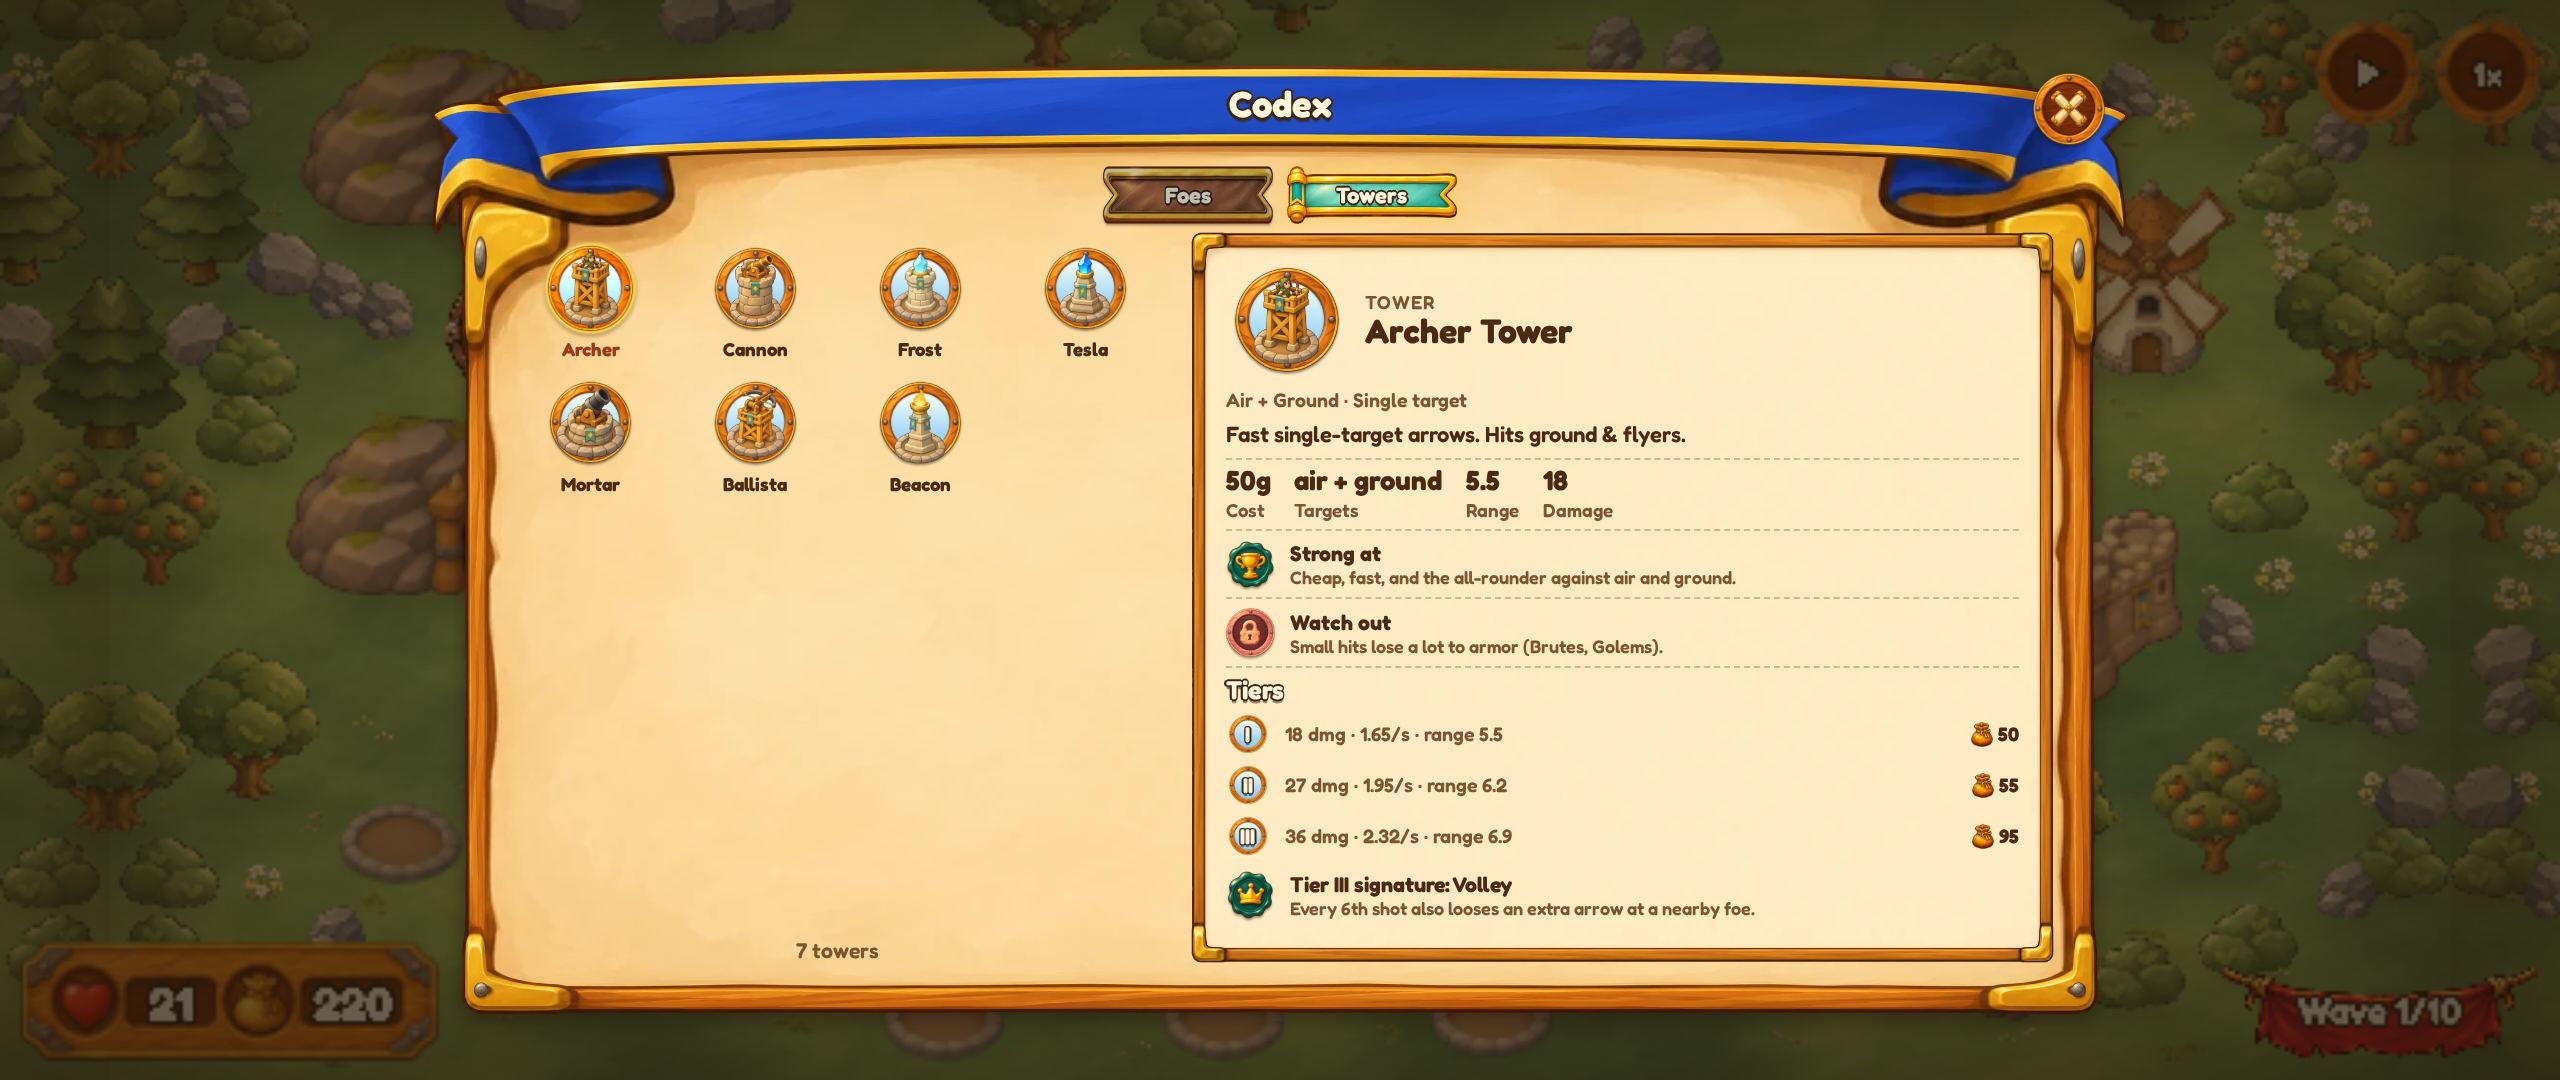 1x
Codex
Foes
Towers
Archer
Cannon
Frost
Tesla
Mortar
Ballista
Beacon
7 towers
TOWER
Archer Tower
Air + Ground · Single target
Fast single-target arrows. Hits ground & flyers.
50g air + ground 5.5 18
Cost Targets Range Damage
Strong at
Cheap, fast, and the all-rounder against air and ground.
Watch out
Small hits lose a lot to armor (Brutes, Golems).
Tiers
I 18 dmg · 1.65/s · range 5.5 50
II 27 dmg · 1.95/s · range 6.2 55
III 36 dmg · 2.32/s · range 6.9 95
Tier III signature: Volley
Every 6th shot also looses an extra arrow at a nearby foe.
21 220
Wave 1/10